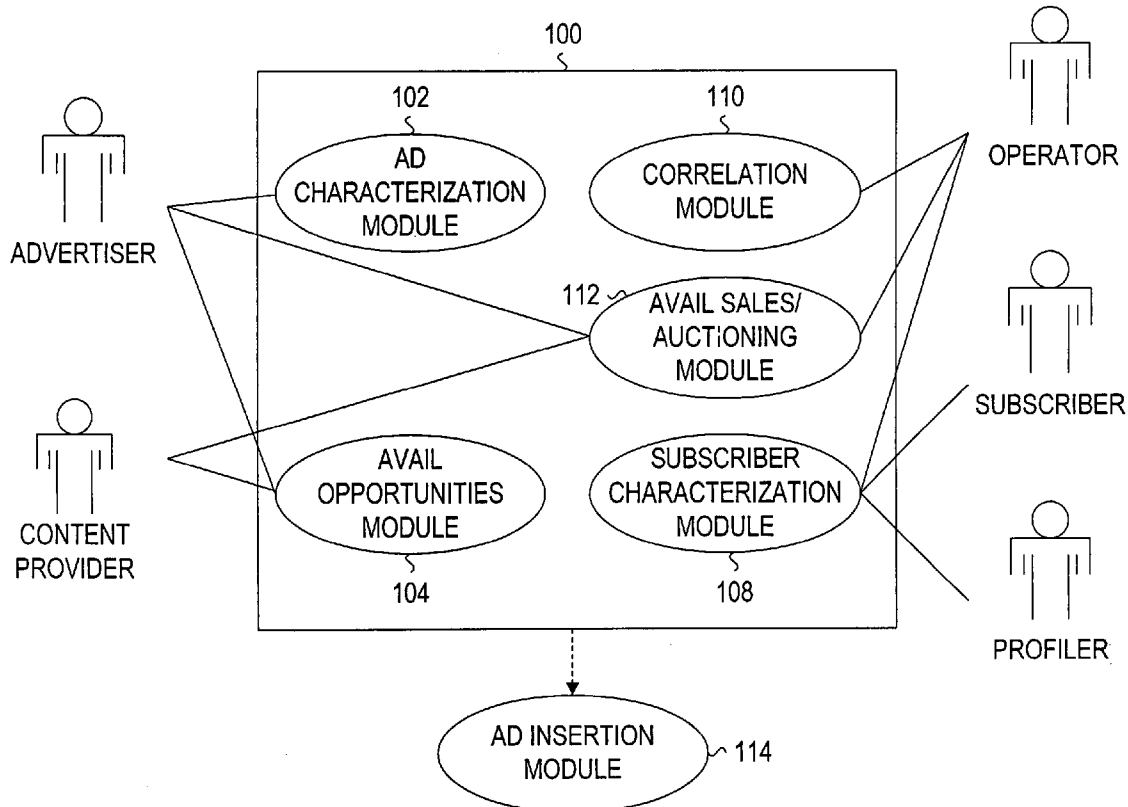 100
102
110
AD
CHARACTERIZATION
MODULE
CORRELATION
MODULE
OPERATOR
ADVERTISER
112
AVAIL SALES/
AUCTIONING
MODULE
SUBSCRIBER
AVAIL
OPPORTUNITIES
MODULE
SUBSCRIBER
CHARACTERIZATION
MODULE
CONTENT
PROVIDER
104
108
PROFILER
AD INSERTION
MODULE
114